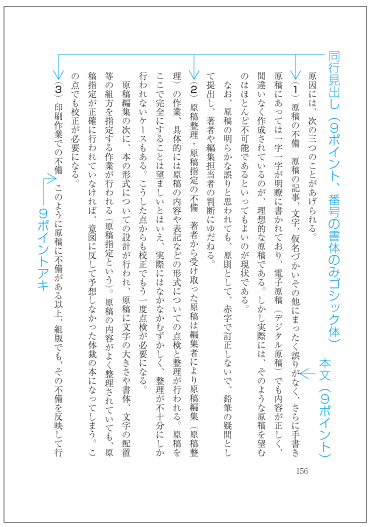 同行見出し（9ポイント、番号の書体のみゴシック体）
本文（9ポイント）
原因には、次の三つのことがあげられる。
（1）原稿の不備　原稿の記事、文字、仮名づかいその他にまったく誤りがなく、さらに手書き
原稿にあっては一字一字が明瞭に書かれており、電子原稿（デジタル原稿）でも内容が正しく、
間違いなく作成されているのが、理想的な原稿である。しかし実際には、そのような原稿を望む
のはほとんど不可能であるといってもよいのが現状である。
なお、原稿の明らかな誤りと思われても、原則として、赤字で訂正しないで、鉛筆の疑問とし
て提出し、著者や編集担当者の判断にゆだねる。
（2）原稿整理・原稿指定の不備　著者から受け取った原稿は編集者により原稿編集（原稿整
理）の作業、具体的には原稿の内容や表記などの形式についての点検と整理が行われる。原稿を
ここで完全にすることは望ましいとはいえ、実際にはなかなかむずかしく、整理が不十分にしか
行われないケースもある。こうした点からも校正でもう一度点検が必要になる。
原稿編集の次に、本の形式についての設計が行われ、原稿に文字の大きさや書体、文字の配置
等の組方を指定する作業が行われる（原稿指定という）。原稿の内容がよく整理されていても、原
稿指定が正確に行われていなければ、意図に反して予想しなかった体裁の本になってしまう。こ
の点でも校正が必要になる。
（3）印刷作業での不備　このように原稿に不備がある以上、組版でも、その不備を反映して行
9ポイントアキ
156